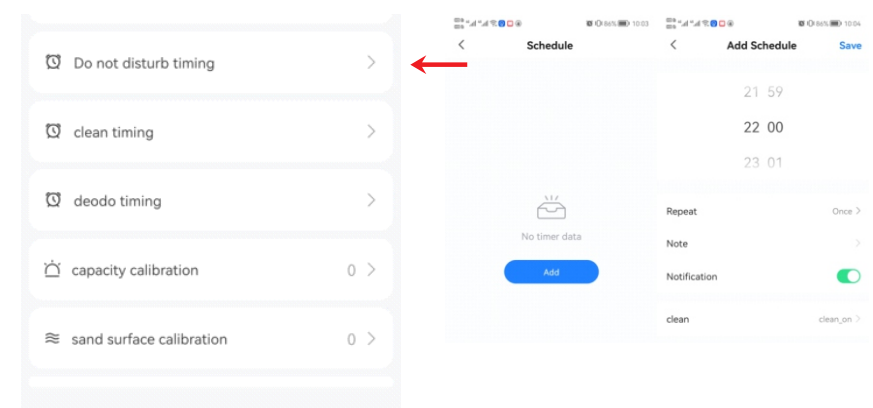 Do not disturb timing
clean timing
deodo timing
capacity calibration 0
sand surface calibration 0
86% 10:03
Schedule
No timer data
Add
86% 10:04
Add Schedule Save
21 59
22 00
23 01
Repeat Once
Note
Notification
clean clean_on